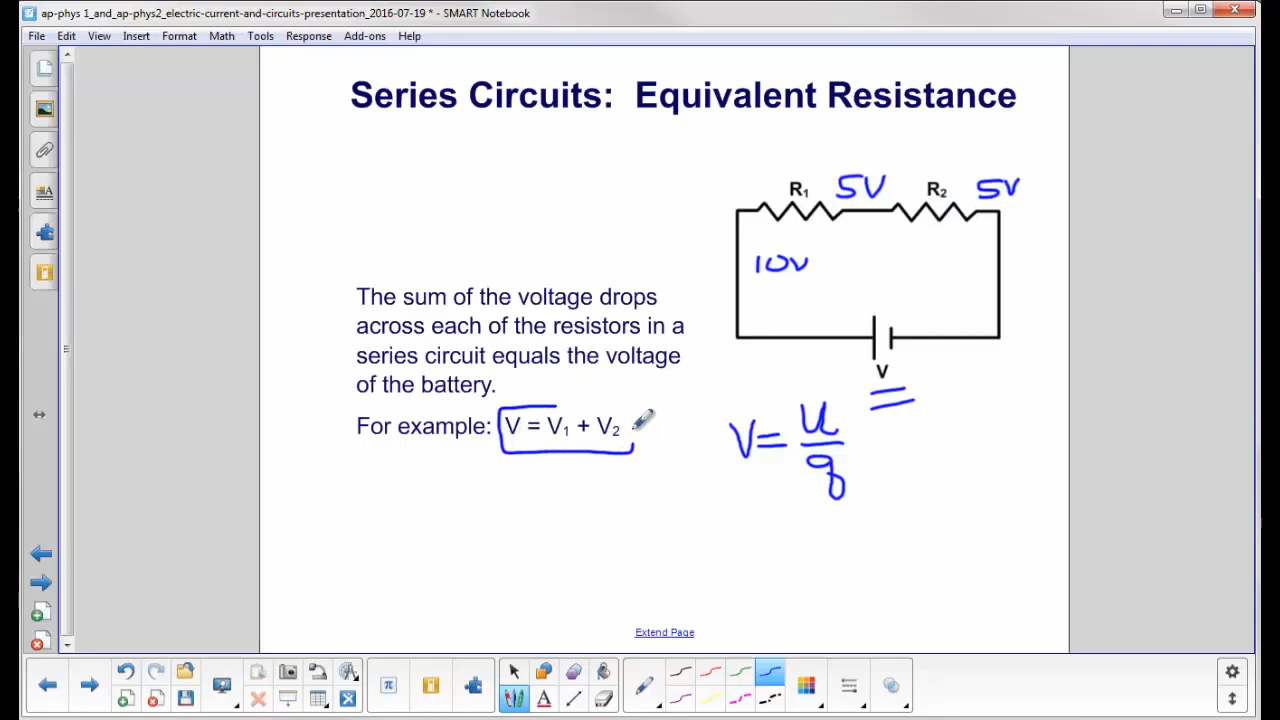 ap-phys 1_and_ap-phys2_electric-current-and-circuits-presentation_2016-07-19 * - SMART Notebook
File Edit View Insert Format Math Tools Response Add-ons Help
Series Circuits: Equivalent Resistance
R₁ 5V R₂ 5V
10V
The sum of the voltage drops
across each of the resistors in a
series circuit equals the voltage
of the battery.
V
For example: V = V₁ + V₂
V = U/q
Extend Page